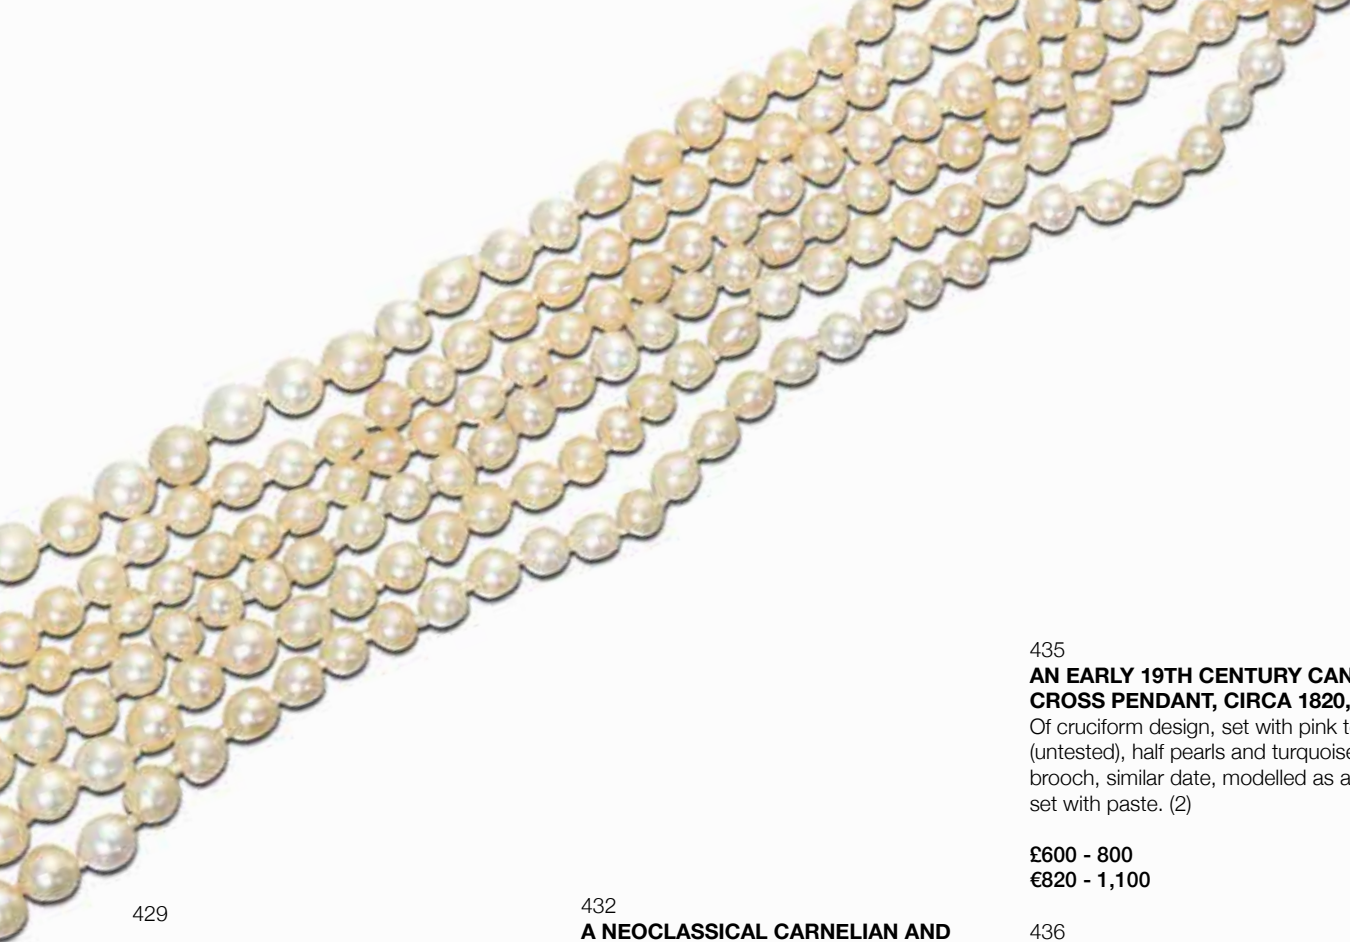 429
432
A NEOCLASSICAL CARNELIAN AND
435
AN EARLY 19TH CENTURY CAN
CROSS PENDANT, CIRCA 1820,
Of cruciform design, set with pink t
(untested), half pearls and turquoise
brooch, similar date, modelled as a
set with paste. (2)
£600 - 800
€820 - 1,100
436